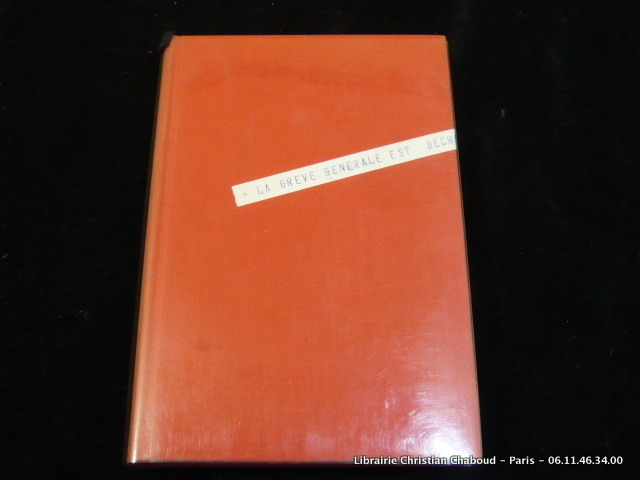 " LA GREVE GENERALE EST DECR
Librairie Christian Chaboud - Paris - 06.11.46.34.00